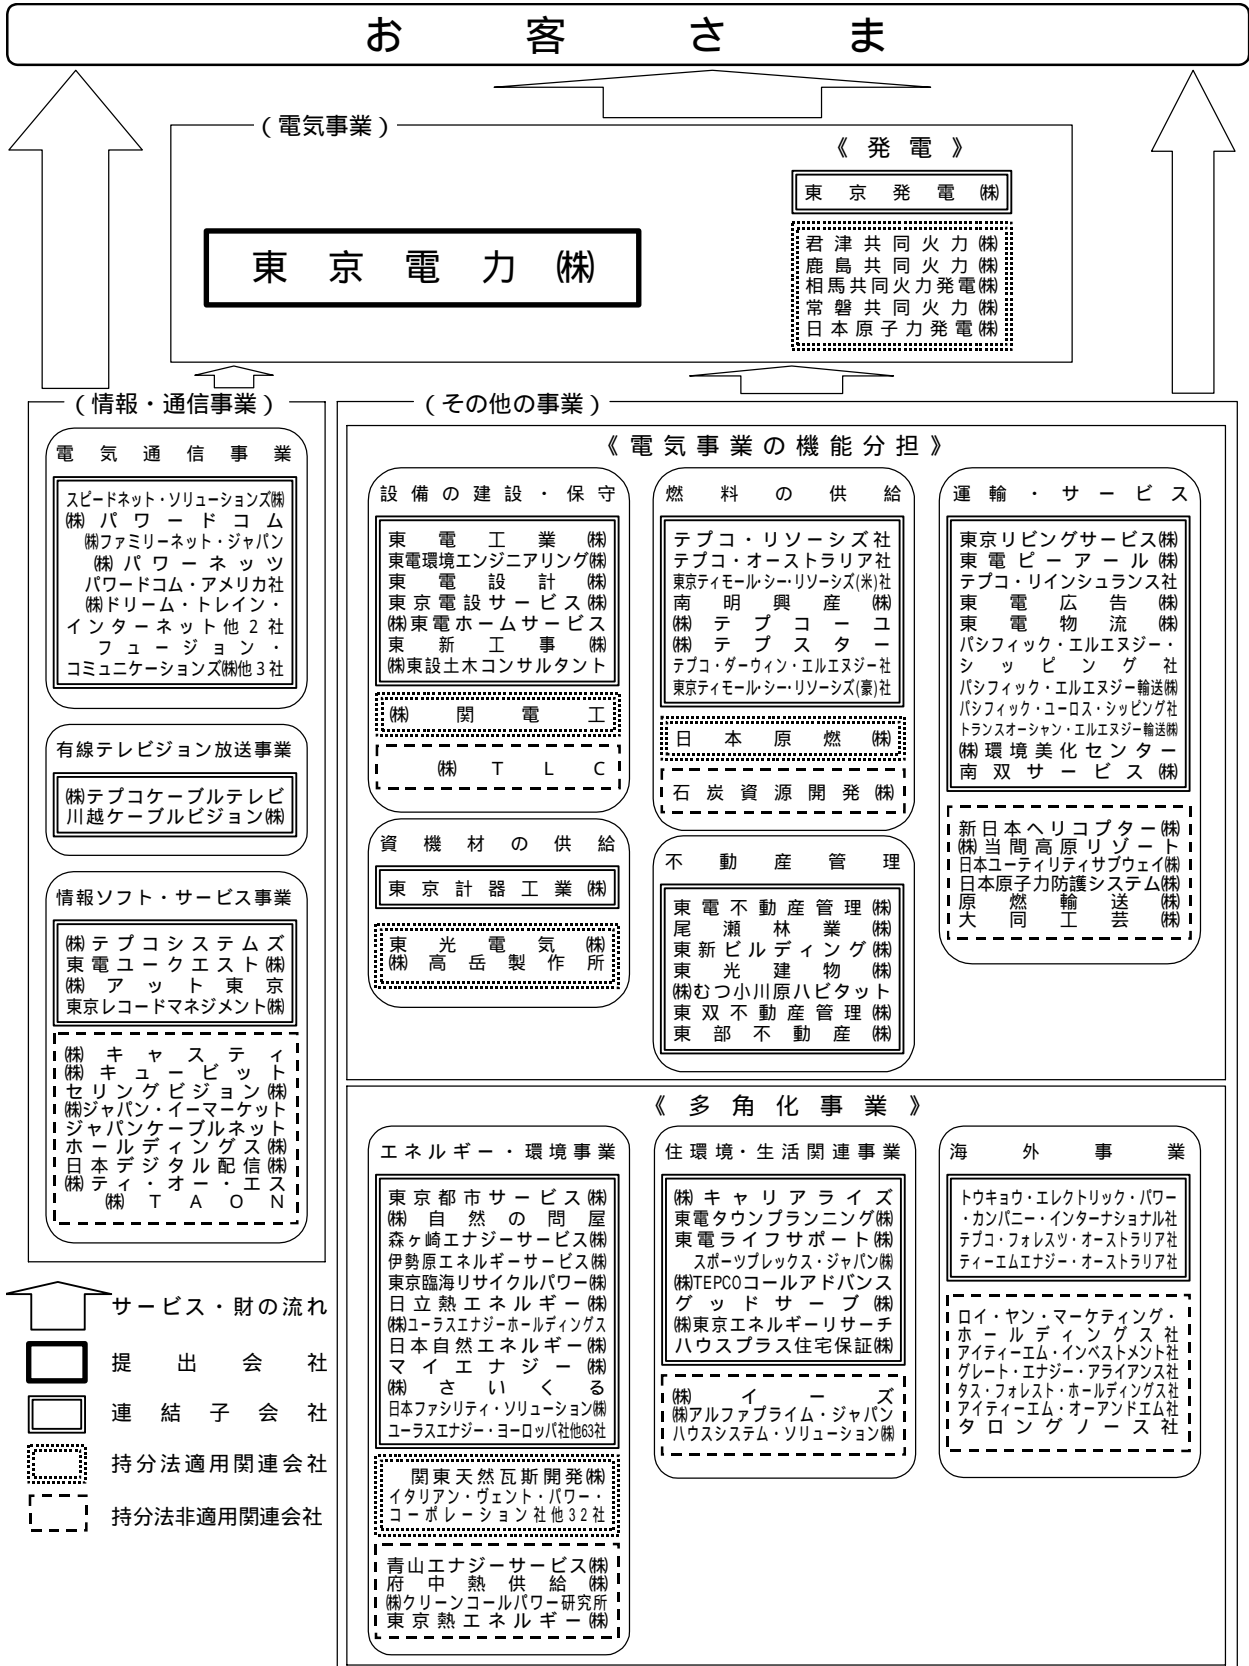 お客さま
（電気事業）
《発電》
東京発電㈱
東京電力㈱
君津共同火力㈱
鹿島共同火力㈱
相馬共同火力発電㈱
常磐共同火力㈱
日本原子力発電㈱
（情報・通信事業）
電気通信事業
スピードネット・ソリューションズ㈱
㈱パワードコム
㈱ファミリーネット・ジャパン
㈱パワーネッツ
パワードコム・アメリカ社
㈱ドリーム・トレイン・
インターネット他2社
フュージョン・
コミュニケーションズ㈱他3社
有線テレビジョン放送事業
㈱テプコケーブルテレビ
川越ケーブルビジョン㈱
情報ソフト・サービス事業
㈱テプコシステムズ
東電ユークエスト㈱
㈱アット東京
東京レコードマネジメント㈱
㈱キャスティ
㈱キュービット
セリングビジョン㈱
㈱ジャパン・イーマーケット
ジャパンケーブルネット
ホールディングス㈱
日本デジタル配信㈱
㈱ティ・オー・エス
㈱TAON
（その他の事業）
《電気事業の機能分担》
設備の建設・保守
東電工業㈱
東電環境エンジニアリング㈱
東電設計㈱
東京電設サービス㈱
㈱東電ホームサービス
東新工事㈱
㈱東設土木コンサルタント
㈱関電工
㈱TLC
資機材の供給
東京計器工業㈱
東光電気㈱
㈱高岳製作所
燃料の供給
テプコ・リソーシズ社
テプコ・オーストラリア社
東京ティモール・シー・リソーシズ(米)社
南明興産㈱
㈱テプコーユ
㈱テプスター
テプコ・ダーウィン・エルエヌジー社
東京ティモール・シー・リソーシズ(豪)社
日本原燃㈱
石炭資源開発㈱
不動産管理
東電不動産管理㈱
尾瀬林業㈱
東新ビルディング㈱
東光建物㈱
㈱むつ小川原ハビタット
東双不動産管理㈱
東部不動産㈱
運輸・サービス
東京リビングサービス㈱
東電ピーアール㈱
テプコ・リインシュランス社
東電広告㈱
東電物流㈱
パシフィック・エルエヌジー・
シッピング社
パシフィック・エルエヌジー輸送㈱
パシフィック・ユーロス・シッピング社
トランスオーシャン・エルエヌジー輸送㈱
㈱環境美化センター
南双サービス㈱
新日本ヘリコプター㈱
㈱当間高原リゾート
日本ユーティリティサブウェイ㈱
日本原子力防護システム㈱
原燃輸送㈱
大同工芸㈱
《多角化事業》
エネルギー・環境事業
東京都市サービス㈱
㈱自然の問屋
森ヶ崎エナジーサービス㈱
伊勢原エネルギーサービス㈱
東京臨海リサイクルパワー㈱
日立熱エネルギー㈱
㈱ユーラスエナジーホールディングス
日本自然エネルギー㈱
マイエナジー㈱
㈱さいくる
日本ファシリティ・ソリューション㈱
ユーラスエナジー・ヨーロッパ社他63社
関東天然瓦斯開発㈱
イタリアン・ヴェント・パワー・
コーポレーション社他32社
青山エナジーサービス㈱
府中熱供給㈱
㈱クリーンコールパワー研究所
東京熱エネルギー㈱
住環境・生活関連事業
㈱キャリアライズ
東電タウンプランニング㈱
東電ライフサポート㈱
スポーツプレックス・ジャパン㈱
㈱TEPCOコールアドバンス
グッドサーブ㈱
㈱東京エネルギーリサーチ
ハウスプラス住宅保証㈱
㈱イーズ
㈱アルファプライム・ジャパン
ハウスシステム・ソリューション㈱
海外事業
トウキョウ・エレクトリック・パワー
・カンパニー・インターナショナル社
テプコ・フォレスツ・オーストラリア社
ティーエムエナジー・オーストラリア社
ロイ・ヤン・マーケティング・
ホールディングス社
アイティーエム・インベストメント社
グレート・エナジー・アライアンス社
タス・フォレスト・ホールディングス社
アイティーエム・オーアンドエム社
タロングノース社
サービス・財の流れ
提出会社
連結子会社
持分法適用関連会社
持分法非適用関連会社